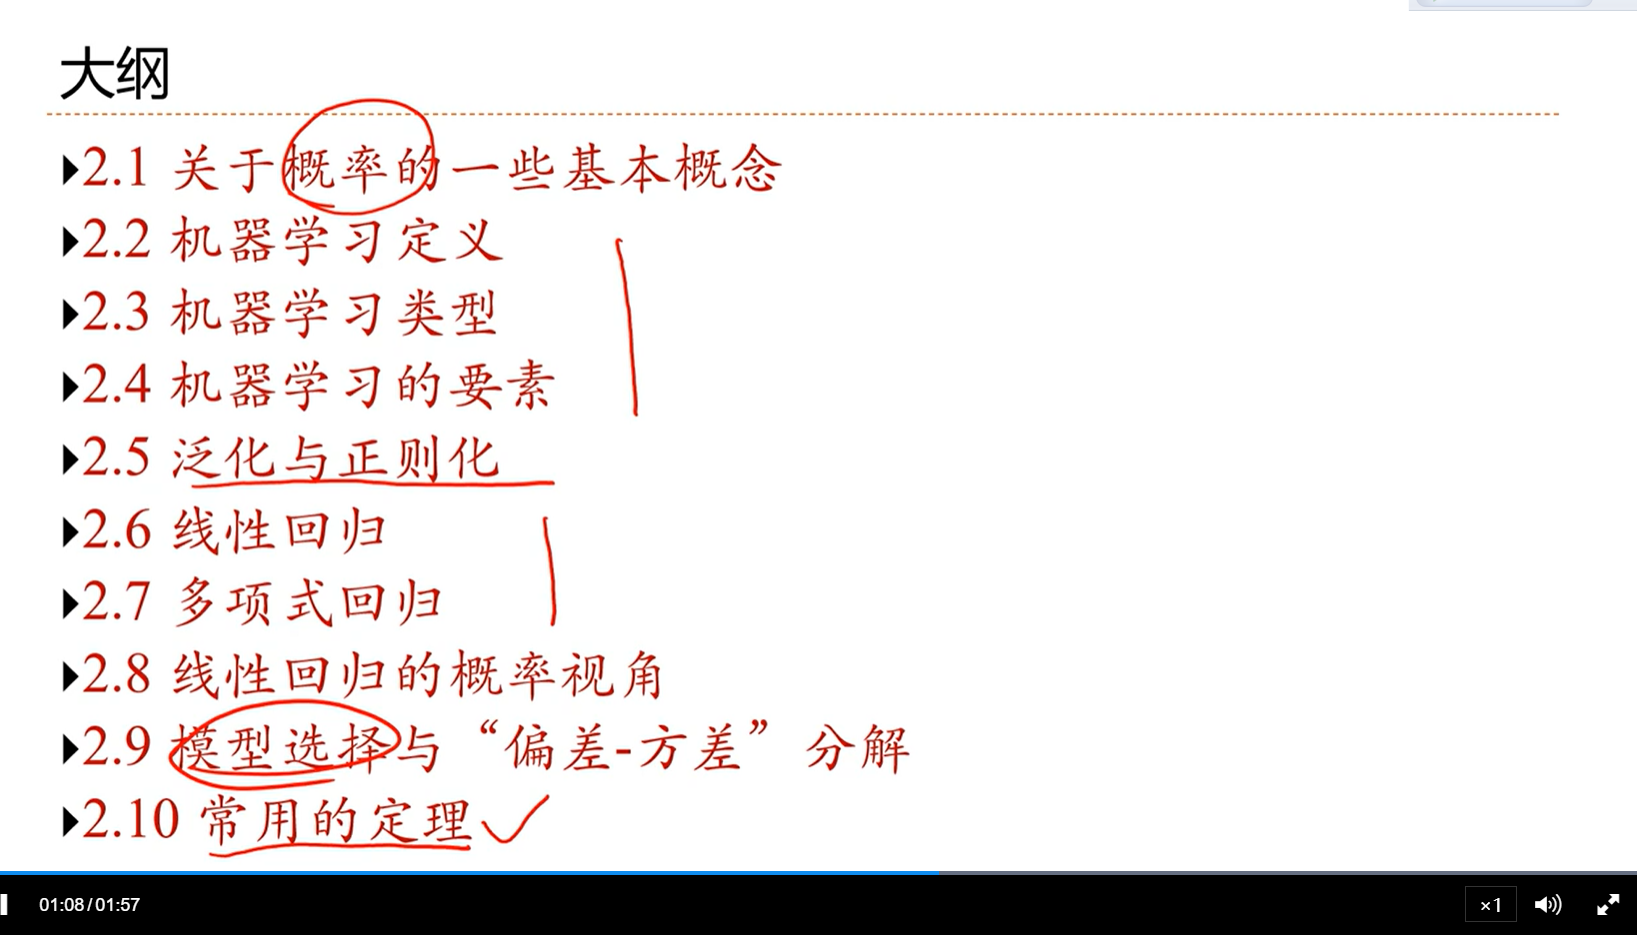 大纲
2.1 关于概率的一些基本概念
2.2 机器学习定义
2.3 机器学习类型
2.4 机器学习的要素
2.5 泛化与正则化
2.6 线性回归
2.7 多项式回归
2.8 线性回归的概率视角
2.9 模型选择与“偏差-方差”分解
2.10 常用的定理
01:08/01:57 ×1